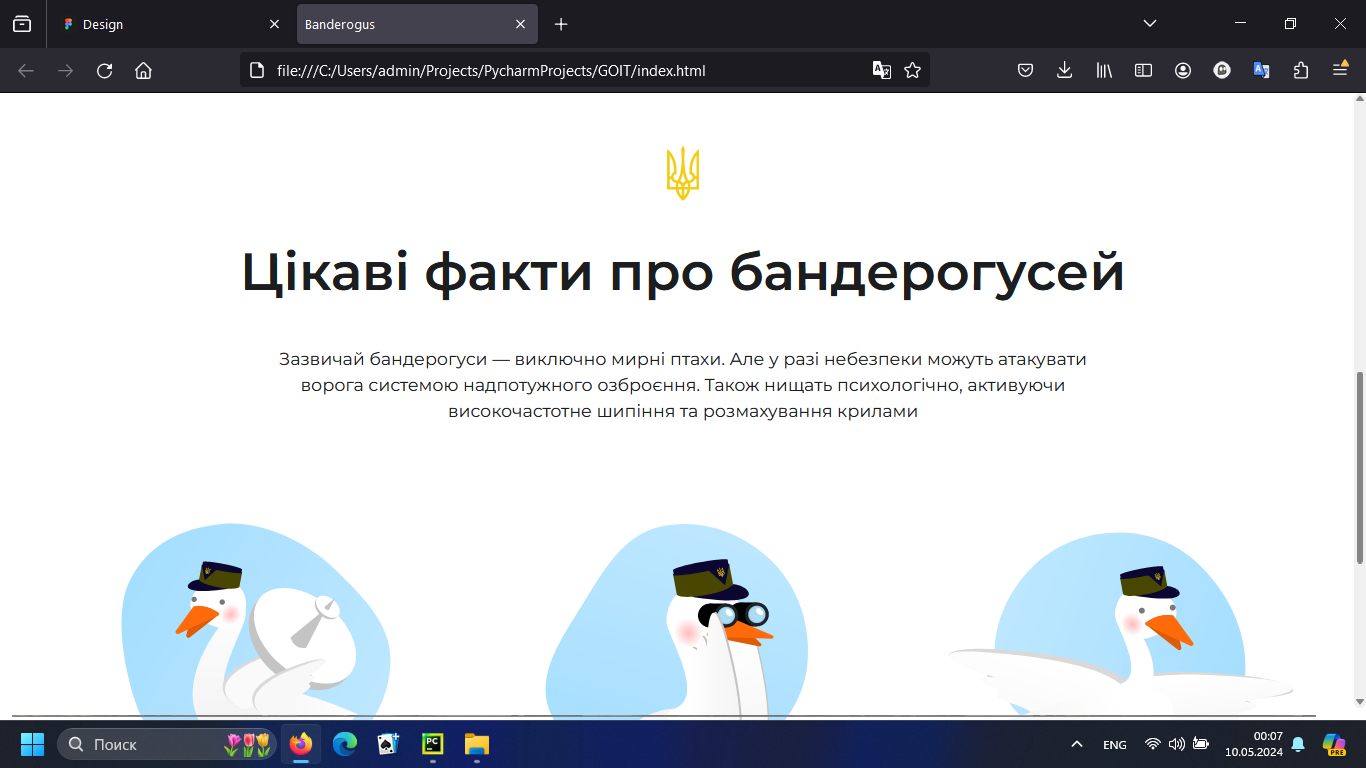 Design
Banderogus
file:///C:/Users/admin/Projects/PycharmProjects/GOIT/index.html
Цікаві факти про бандерогусей
Зазвичай бандерогуси — виключно мирні птахи. Але у разі небезпеки можуть атакувати
ворога системою надпотужного озброєння. Також нищать психологічно, активуючи
високочастотне шипіння та розмахування крилами
Поиск
PC
ENG
00:07
10.05.2024
PRE